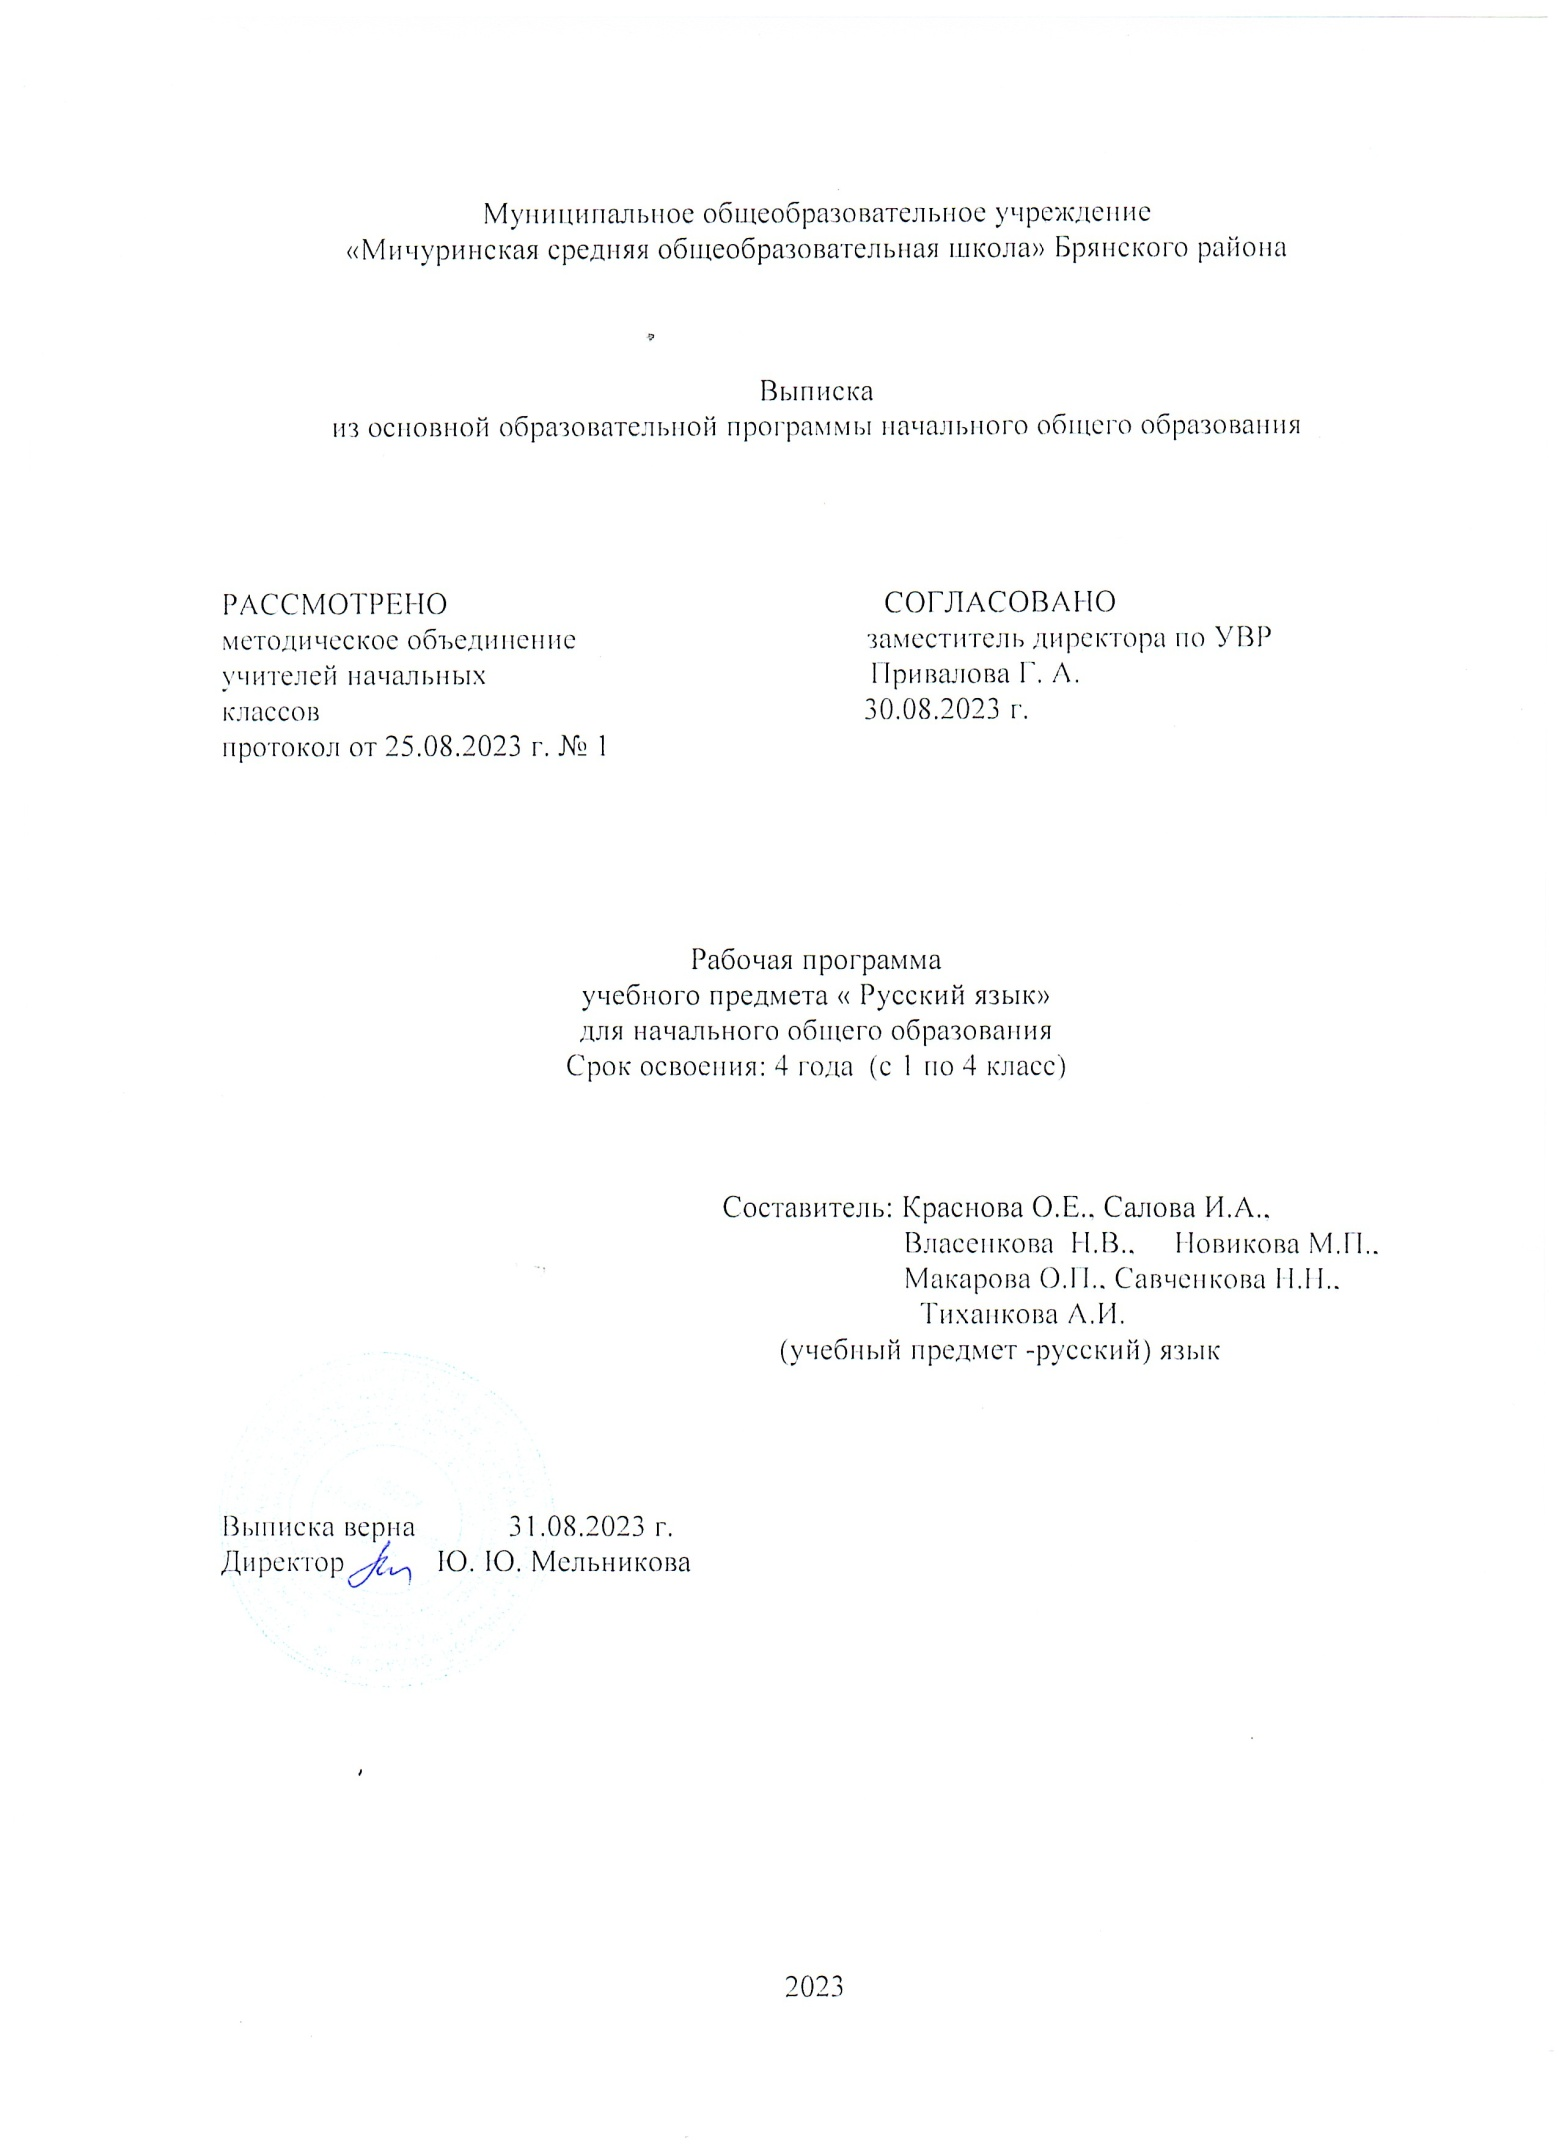 Муниципальное общеобразовательное учреждение
«Мичуринская средняя общеобразовательная школа» Брянского района
Выписка
из основной образовательной программы начального общего образования
РАССМОТРЕНО
методическое объединение
учителей начальных
классов
протокол от 25.08.2023 г. № 1
СОГЛАСОВАНО
заместитель директора по УВР
Привалова Г. А.
30.08.2023 г.
Рабочая программа
учебного предмета « Русский язык»
для начального общего образования
Срок освоения: 4 года (с 1 по 4 класс)
Составитель: Краснова О.Е., Салова И.А.,
Власенкова Н.В., Новикова М.П.,
Макарова О.П., Савченкова Н.Н.,
Тиханкова А.И.
(учебный предмет -русский) язык
Выписка верна 31.08.2023 г.
Директор Ю. Ю. Мельникова
2023